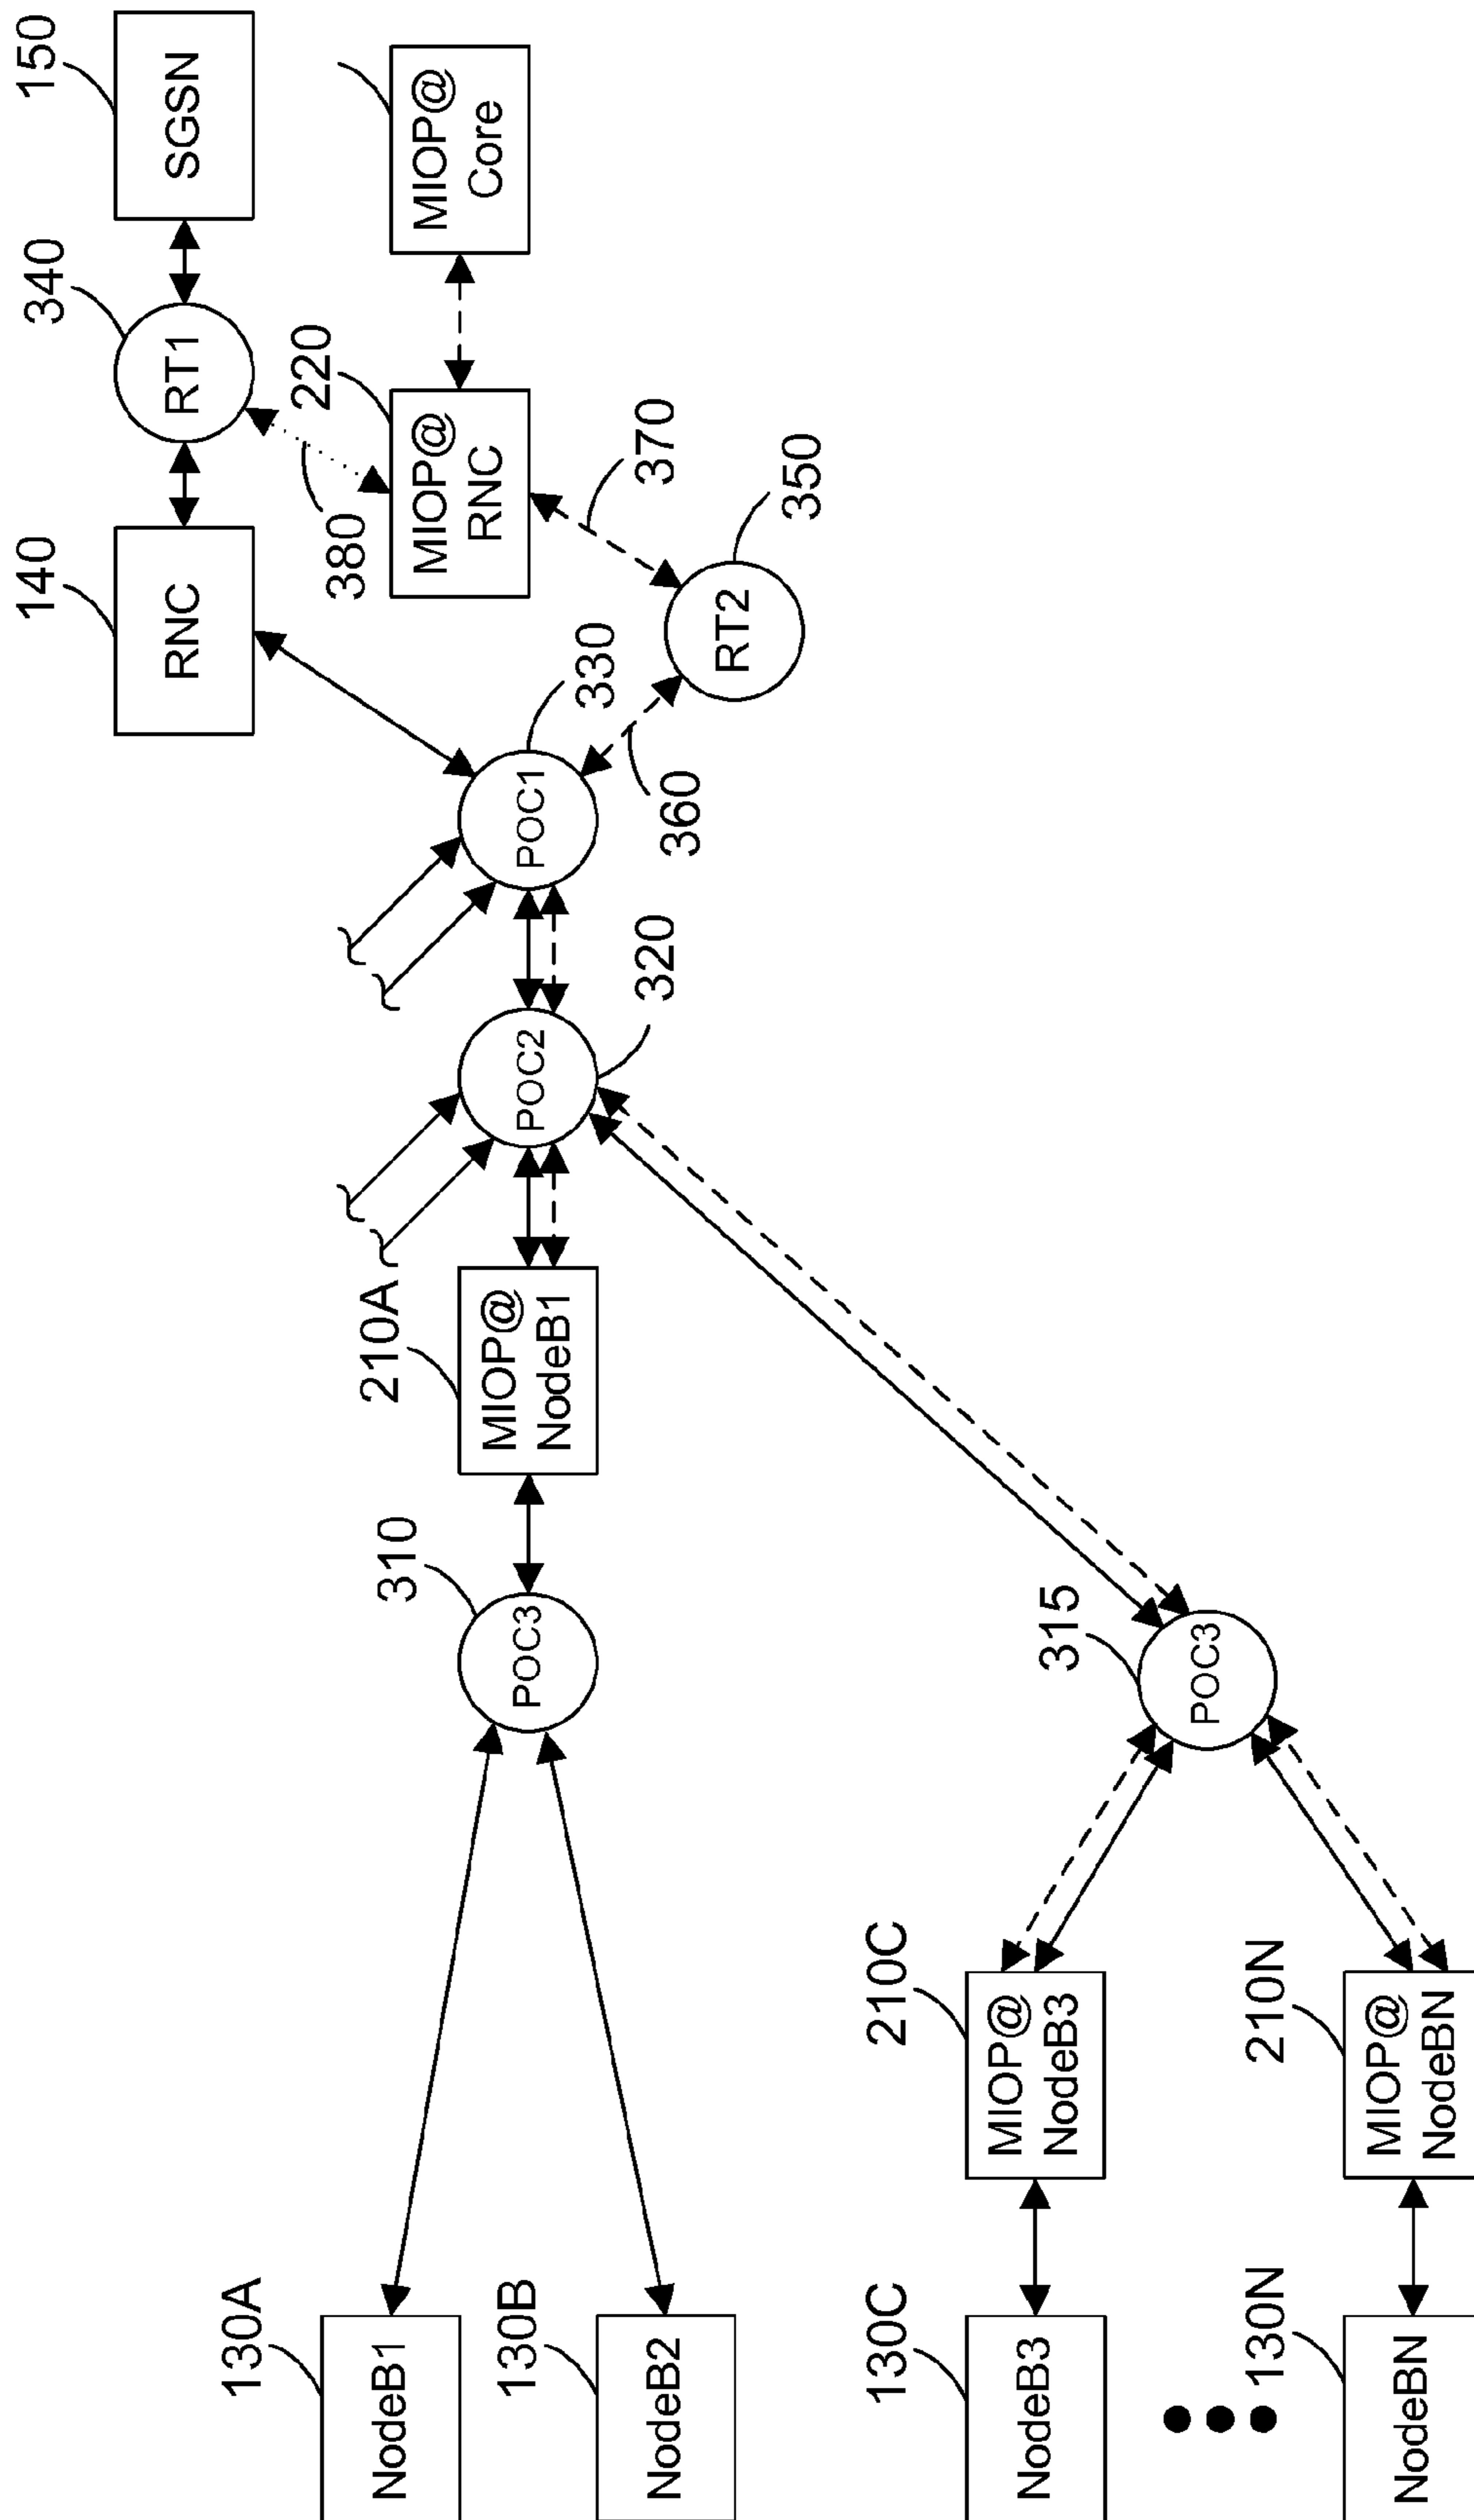 150
SGSN
MIOP@
Core
340
RT1
220
MIOP@
RNC
380
370
350
RT2
140
RNC
330
POC1
360
320
POC2
210A
MIOP@
NodeB1
310
POC3
315
POC3
210C
MIOP@
NodeB3
210N
MIOP@
NodeBN
130A
NodeB1
130B
NodeB2
130C
NodeB3
130N
NodeBN